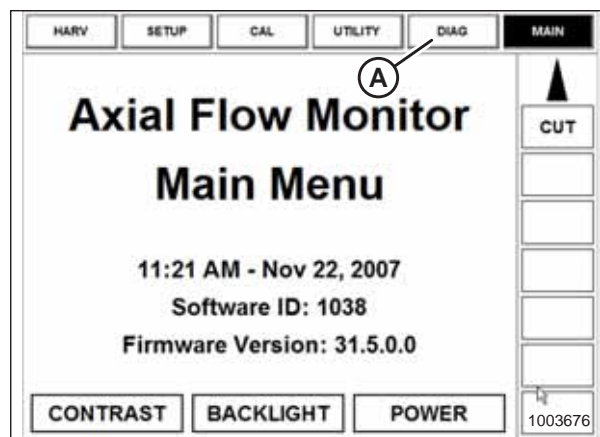 HARV SETUP CAL UTILITY DIAG MAIN
A
Axial Flow Monitor
CUT
Main Menu
11:21 AM - Nov 22, 2007
Software ID: 1038
Firmware Version: 31.5.0.0
CONTRAST BACKLIGHT POWER
1003676